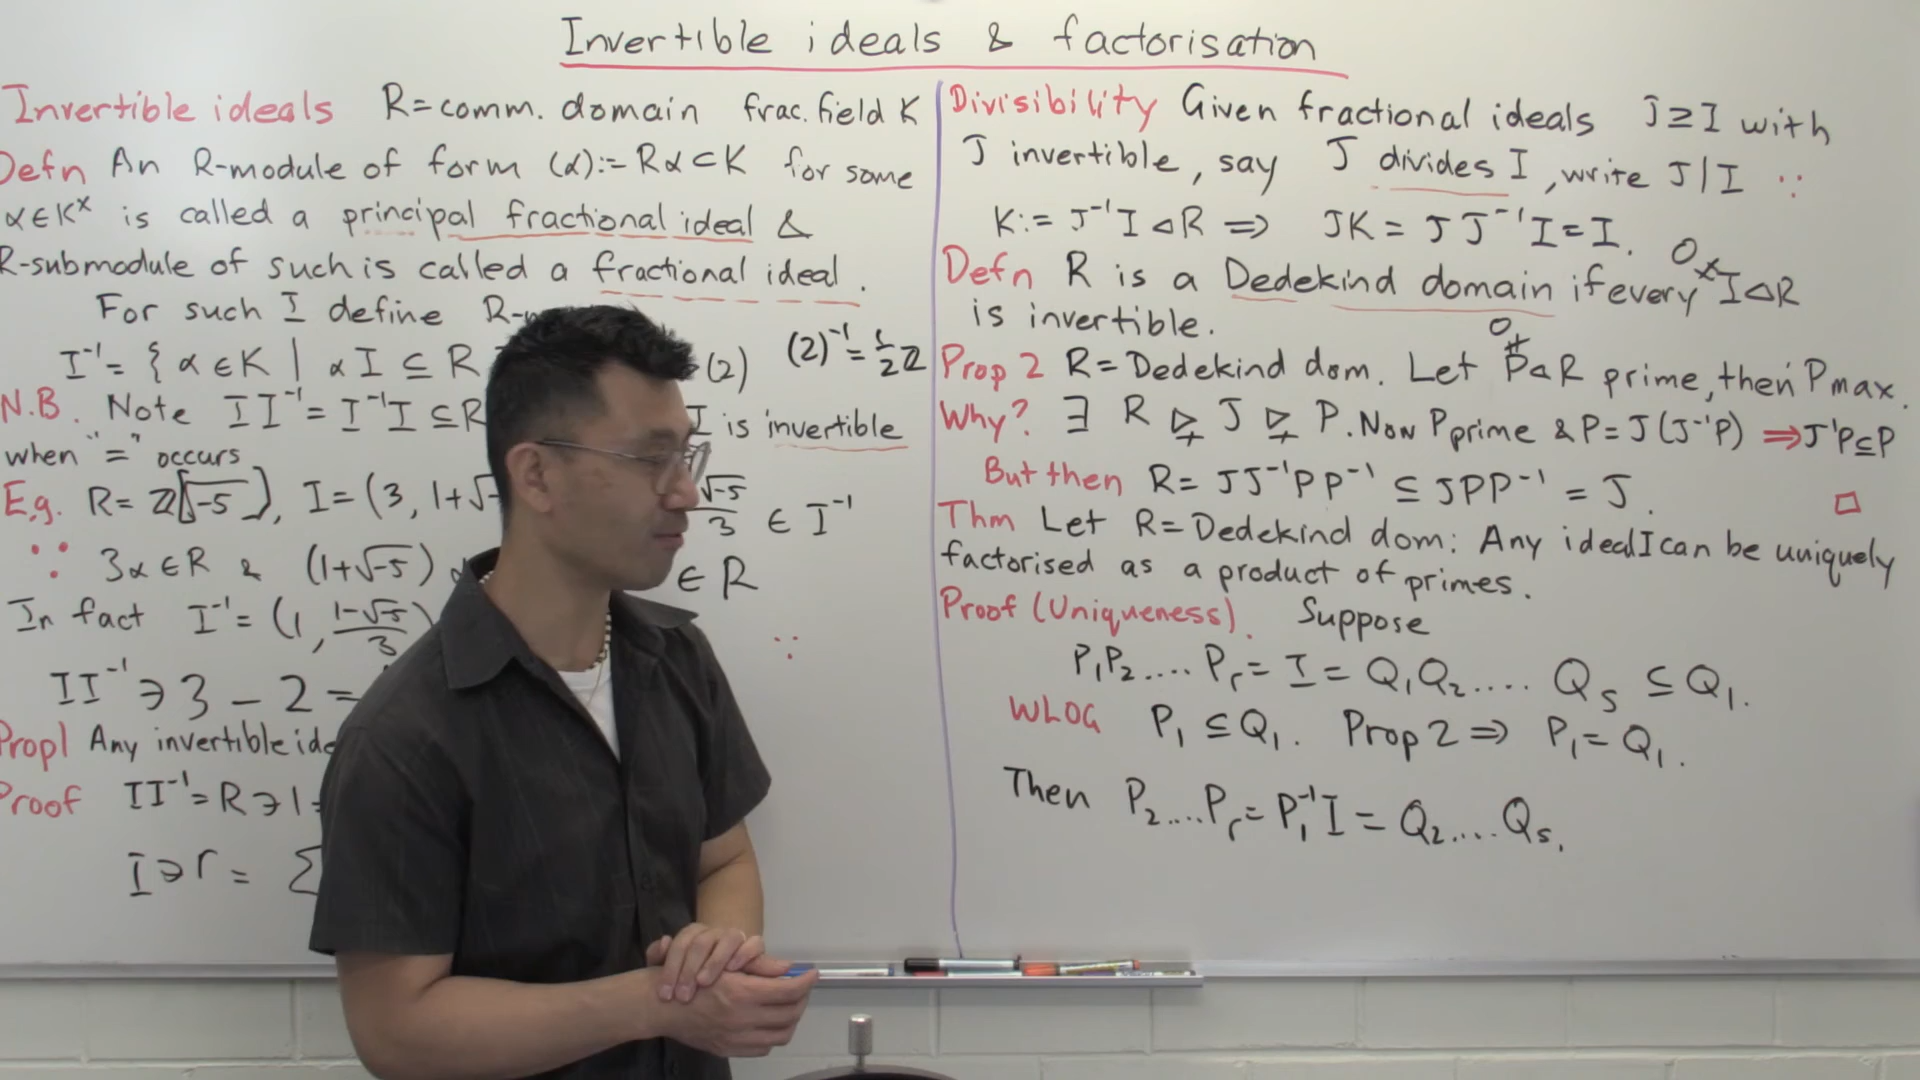 Invertible ideals & factorisation
Invertible ideals R=comm. domain frac. field K
Defn An R-module of form (α):=Rα⊂K for some
α∈K^× is called a principal fractional ideal &
R-submodule of such is called a fractional ideal.
For such I define R-
I⁻¹= { α∈K | αI ⊆ R (2) (2)⁻¹=½ℤ
N.B. Note II⁻¹=I⁻¹I⊆R I is invertible
when "=" occurs
E.g. R=ℤ[√-5], I=(3, 1+√- √-5/3 ∈ I⁻¹
∵ 3α∈R & (1+√-5) ∈ R
In fact I⁻¹=(1, (1-√-5)/3) ∵
II⁻¹∋3-2=
Prop1 Any invertible ide
Proof II⁻¹=R∋1=
I∋r = Σ
Divisibility Given fractional ideals J⊇I with
J invertible, say J divides I, write J|I ∵
K:= J⁻¹I◁R ⟹ JK = JJ⁻¹I=I.
Defn R is a Dedekind domain if every 0≠I◁R
is invertible.
Prop 2 R=Dedekind dom. Let 0≠P◁R prime, then P max.
Why? ∃ R ⋭ J ⋭ P. Now P prime & P=J(J⁻¹P) ⟹J⁻¹P⊆P
But then R=JJ⁻¹PP⁻¹ ⊆ JPP⁻¹ = J. □
Thm Let R=Dedekind dom: Any ideal I can be uniquely
factorised as a product of primes.
Proof (Uniqueness). Suppose
P₁P₂....Pᵣ= I = Q₁Q₂.... Qₛ ⊆Q₁.
WLOG P₁⊆Q₁. Prop 2 ⟹ P₁=Q₁.
Then P₂....Pᵣ=P₁⁻¹I = Q₂....Qₛ.